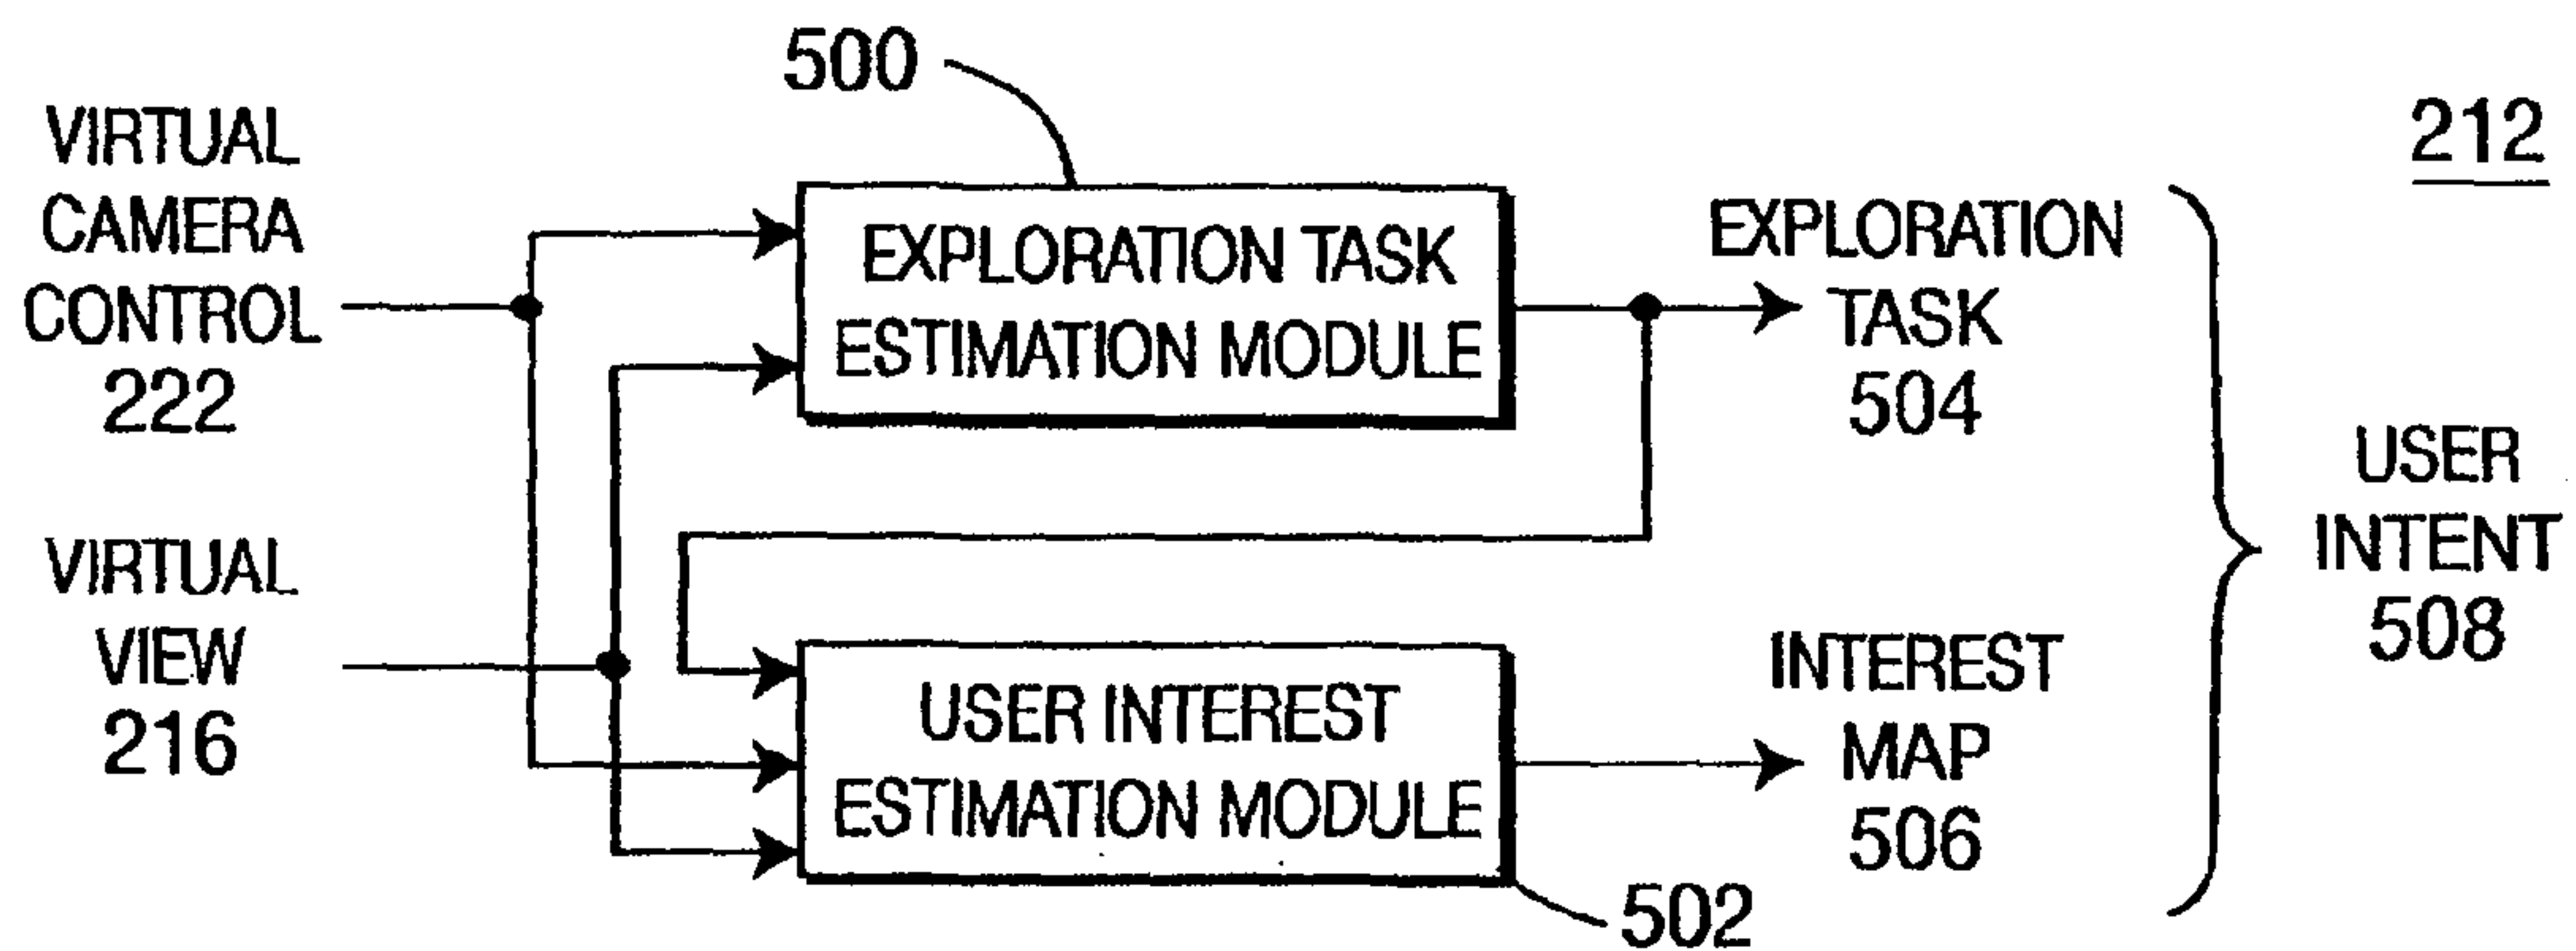 500
212
VIRTUAL
CAMERA
CONTROL
222
EXPLORATION TASK
ESTIMATION MODULE
EXPLORATION
TASK
504
USER
INTENT
508
VIRTUAL
VIEW
216
USER INTEREST
ESTIMATION MODULE
INTEREST
MAP
506
502